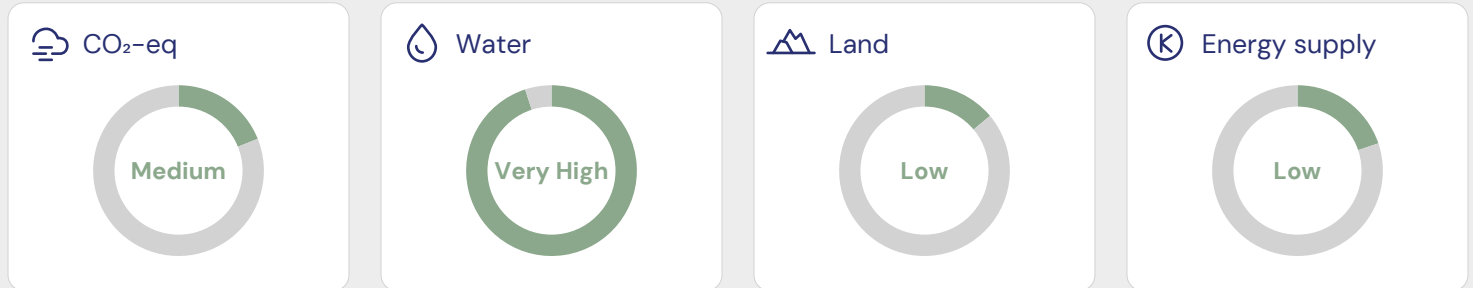 CO₂-eq
Medium
Water
Very High
Land
Low
Energy supply
Low